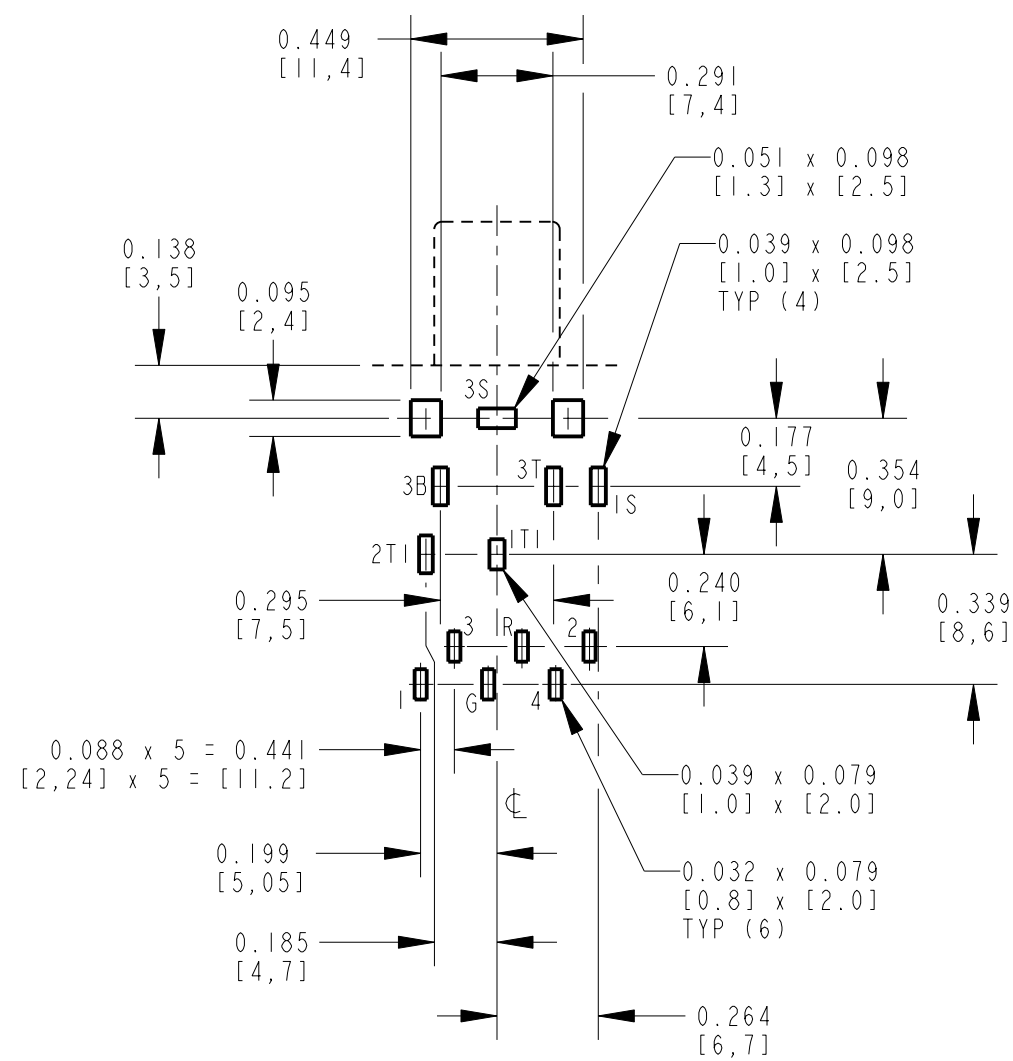 0.449
[11,4]
0.291
[7,4]
0.051 x 0.098
[1.3] x [2.5]
0.138
[3,5]
0.039 x 0.098
[1.0] x [2.5]
TYP (4)
0.095
[2,4]
3S
0.177
[4,5]
0.354
[9,0]
3B
3T
1S
2T1
1T1
0.240
[6,1]
0.295
[7,5]
0.339
[8,6]
3
R
2
1
G
4
0.088 x 5 = 0.441
[2,24] x 5 = [11.2]
0.039 x 0.079
[1.0] x [2.0]
℄
0.199
[5,05]
0.032 x 0.079
[0.8] x [2.0]
TYP (6)
0.185
[4,7]
0.264
[6,7]